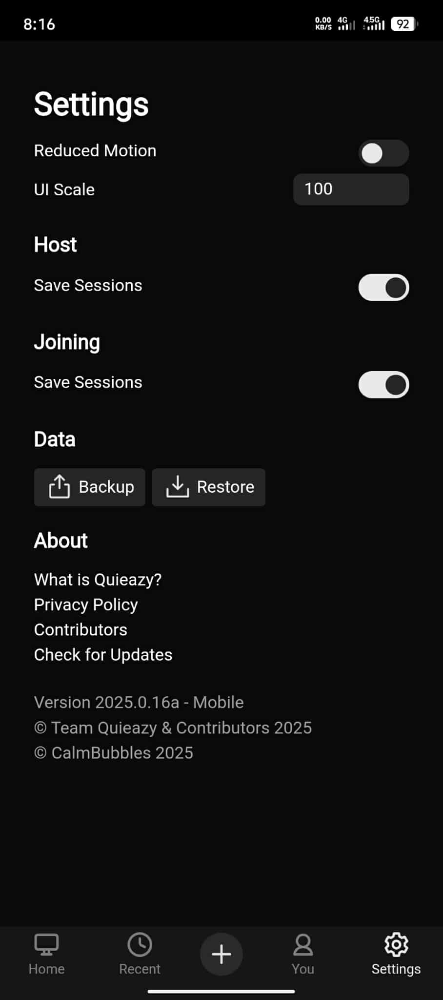 8:16
0.00 KB/S 4G 4.5G 92
Settings
Reduced Motion
UI Scale 100
Host
Save Sessions
Joining
Save Sessions
Data
Backup Restore
About
What is Quieazy?
Privacy Policy
Contributors
Check for Updates
Version 2025.0.16a - Mobile
© Team Quieazy & Contributors 2025
© CalmBubbles 2025
Home Recent You Settings